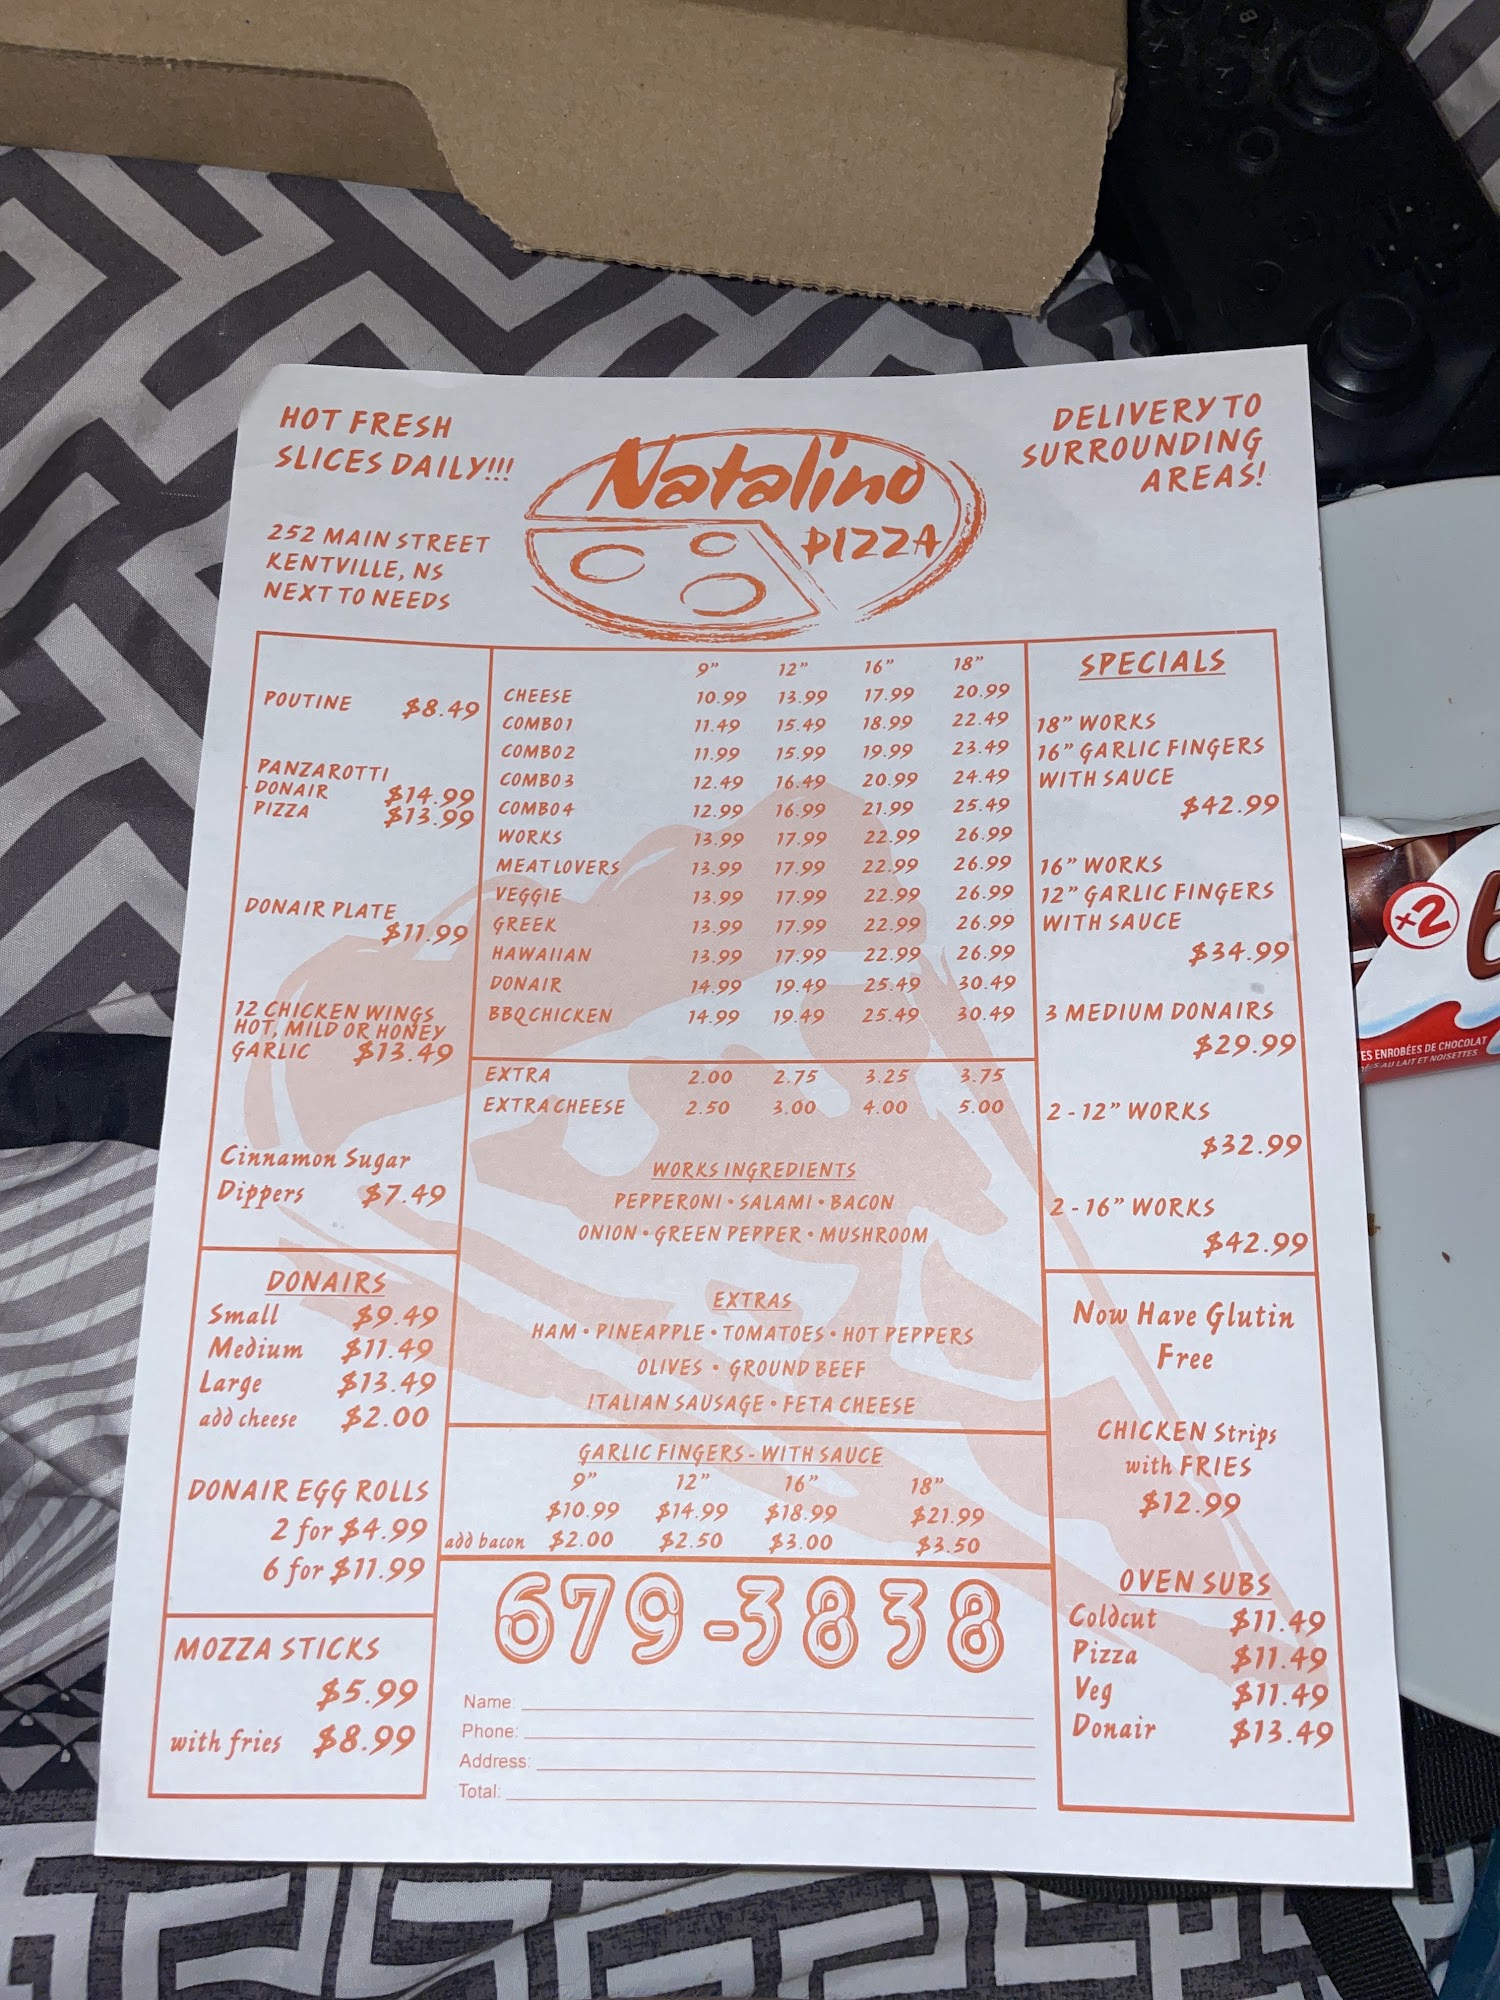 HOT FRESH
SLICES DAILY!!!
252 MAIN STREET
KENTVILLE, NS
NEXT TO NEEDS
Natalino
PIZZA
DELIVERY TO
SURROUNDING
AREAS!
POUTINE $8.49
PANZAROTTI
DONAIR $14.99
PIZZA $13.99
DONAIR PLATE
$11.99
12 CHICKEN WINGS
HOT, MILD OR HONEY
GARLIC $13.49
Cinnamon Sugar
Dippers $7.49
DONAIRS
Small $9.49
Medium $11.49
Large $13.49
add cheese $2.00
DONAIR EGG ROLLS
2 for $4.99
6 for $11.99
MOZZA STICKS
$5.99
with fries $8.99
9" 12" 16" 18"
CHEESE 10.99 13.99 17.99 20.99
COMBO 1 11.49 15.49 18.99 22.49
COMBO 2 11.99 15.99 19.99 23.49
COMBO 3 12.49 16.49 20.99 24.49
COMBO 4 12.99 16.99 21.99 25.49
WORKS 13.99 17.99 22.99 26.99
MEAT LOVERS 13.99 17.99 22.99 26.99
VEGGIE 13.99 17.99 22.99 26.99
GREEK 13.99 17.99 22.99 26.99
HAWAIIAN 13.99 17.99 22.99 26.99
DONAIR 14.99 19.49 25.49 30.49
BBQ CHICKEN 14.99 19.49 25.49 30.49
EXTRA 2.00 2.75 3.25 3.75
EXTRA CHEESE 2.50 3.00 4.00 5.00
WORKS INGREDIENTS
PEPPERONI • SALAMI • BACON
ONION • GREEN PEPPER • MUSHROOM
EXTRAS
HAM • PINEAPPLE • TOMATOES • HOT PEPPERS
OLIVES • GROUND BEEF
ITALIAN SAUSAGE • FETA CHEESE
GARLIC FINGERS - WITH SAUCE
9" 12" 16" 18"
$10.99 $14.99 $18.99 $21.99
add bacon $2.00 $2.50 $3.00 $3.50
679-3838
Name:
Phone:
Address:
Total:
SPECIALS
18" WORKS
16" GARLIC FINGERS
WITH SAUCE
$42.99
16" WORKS
12" GARLIC FINGERS
WITH SAUCE
$34.99
3 MEDIUM DONAIRS
$29.99
2 - 12" WORKS
$32.99
2 - 16" WORKS
$42.99
Now Have Glutin
Free
CHICKEN Strips
with FRIES
$12.99
OVEN SUBS
Coldcut $11.49
Pizza $11.49
Veg $11.49
Donair $13.49
x2
ES ENROBÉES DE CHOCOLAT
AU LAIT ET NOISETTES
B
X
Y